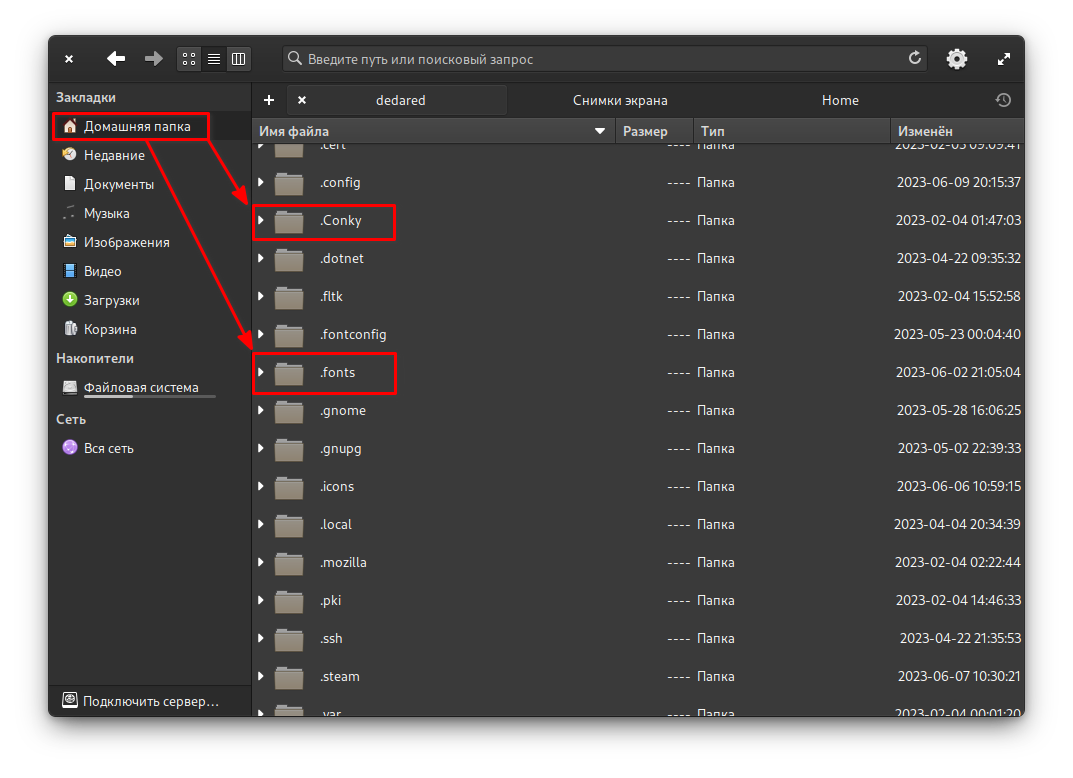 Введите путь или поисковый запрос
Закладки
Домашняя папка
Недавние
Документы
Музыка
Изображения
Видео
Загрузки
Корзина
Накопители
Файловая система
Сеть
Вся сеть
Подключить сервер...
dedared Снимки экрана Home
Имя файла Размер Тип Изменён
.cert ---- Папка 2023-02-05 09:09:41
.config ---- Папка 2023-06-09 20:15:37
.Conky ---- Папка 2023-02-04 01:47:03
.dotnet ---- Папка 2023-04-22 09:35:32
.fltk ---- Папка 2023-02-04 15:52:58
.fontconfig ---- Папка 2023-05-23 00:04:40
.fonts ---- Папка 2023-06-02 21:05:04
.gnome ---- Папка 2023-05-28 16:06:25
.gnupg ---- Папка 2023-05-02 22:39:33
.icons ---- Папка 2023-06-06 10:59:15
.local ---- Папка 2023-04-04 20:34:39
.mozilla ---- Папка 2023-02-04 02:22:44
.pki ---- Папка 2023-02-04 14:46:33
.ssh ---- Папка 2023-04-22 21:35:53
.steam ---- Папка 2023-06-07 10:30:21
.var ---- Папка 2023-02-04 00:01:20